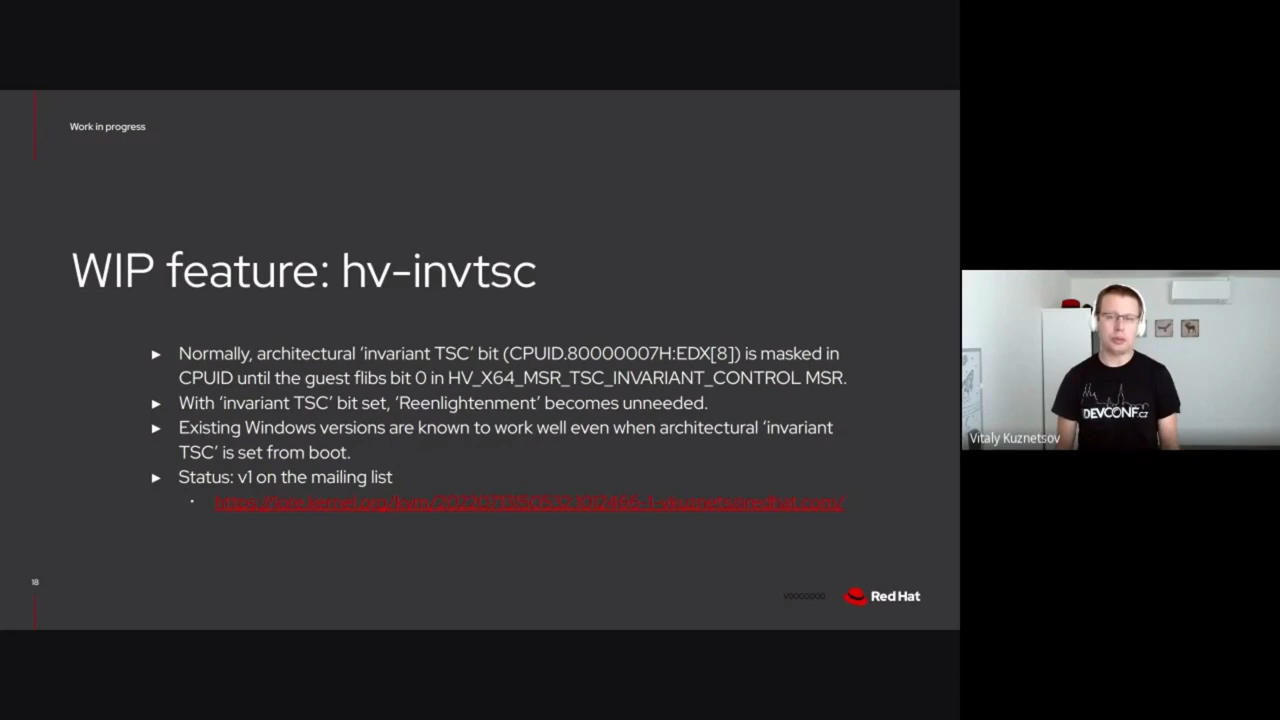 Work in progress
WIP feature: hv-invtsc
► Normally, architectural ‘invariant TSC’ bit (CPUID.80000007H:EDX[8]) is masked in
CPUID until the guest flibs bit 0 in HV_X64_MSR_TSC_INVARIANT_CONTROL MSR.
► With ‘invariant TSC’ bit set, ‘Reenlightenment’ becomes unneeded.
► Existing Windows versions are known to work well even when architectural ‘invariant
TSC’ is set from boot.
► Status: v1 on the mailing list
18
Red Hat
DEVCONF.cz
Vitaly Kuznetsov